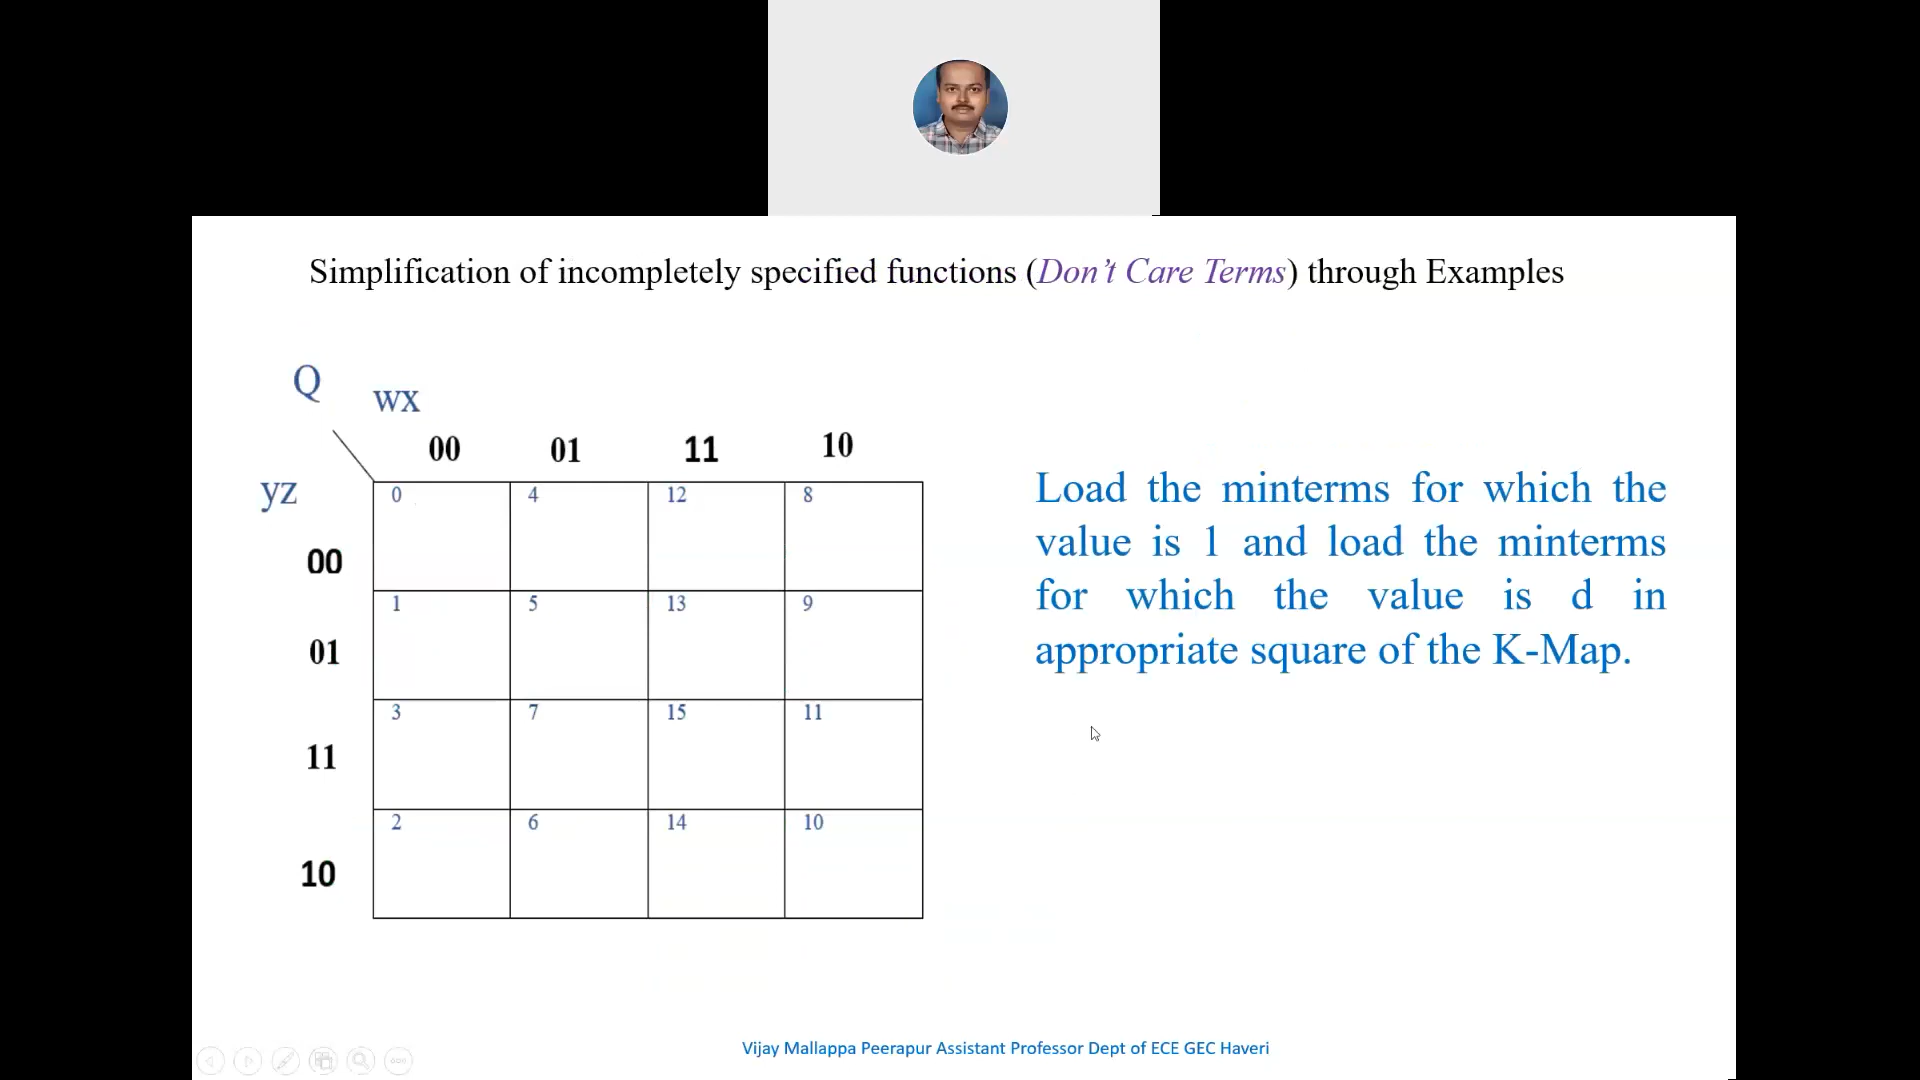 Simplification of incompletely specified functions (Don't Care Terms) through Examples
Q
wx
00 01 11 10
yz
0 4 12 8
00
1 5 13 9
01
3 7 15 11
11
2 6 14 10
10
Load the minterms for which the
value is 1 and load the minterms
for which the value is d in
appropriate square of the K-Map.
Vijay Mallappa Peerapur Assistant Professor Dept of ECE GEC Haveri